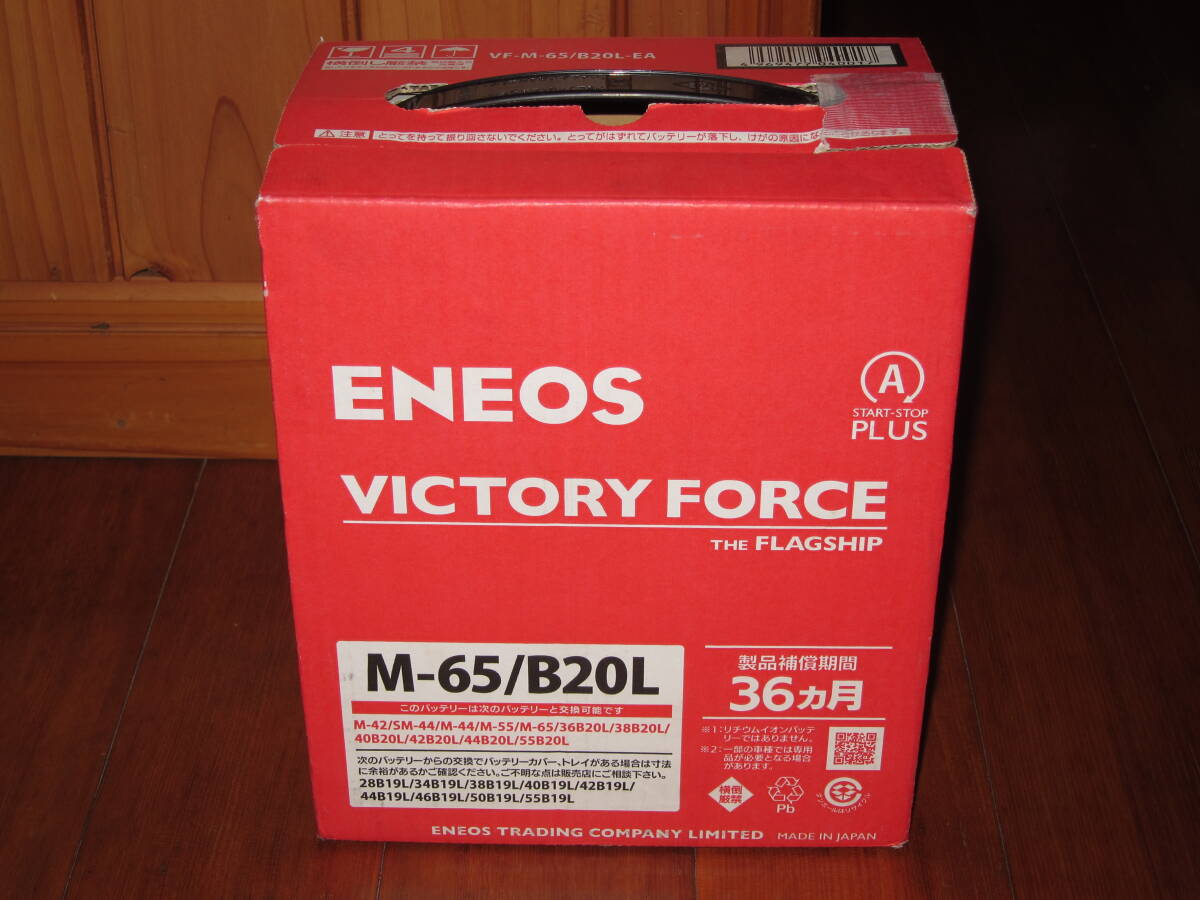 4
VF-M-65/B20L-EA
横倒し厳禁
注意 とってを持って振り回さないでください。とってがはずれてバッテリーが落下し、けがの原因にな
ENEOS
A
START-STOP
PLUS
VICTORY FORCE
THE FLAGSHIP
M-65/B20L
このバッテリーは次のバッテリーと交換可能です
M-42/SM-44/M-44/M-55/M-65/36B20L/38B20L/
40B20L/42B20L/44B20L/55B20L
次のバッテリーからの交換でバッテリーカバー、トレイがある場合は寸法
に余裕があるかご確認ください。ご不明な点は販売店にご相談下さい。
28B19L/34B19L/38B19L/40B19L/42B19L/
44B19L/46B19L/50B19L/55B19L
製品補償期間
36ヵ月
※1:リチウムイオンバッテ
リーではありません。
※2:一部の車種では専用
品が必要となる場合
があります。
横倒
厳禁
Pb
ENEOS TRADING COMPANY LIMITED MADE IN JAPAN